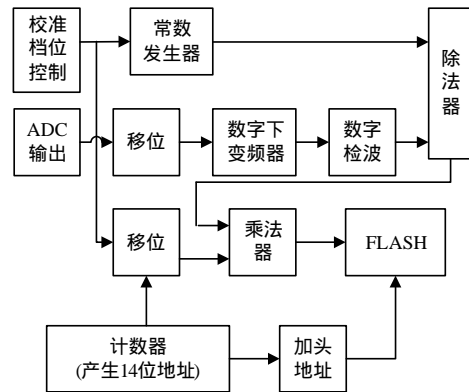 校准
档位
控制
常数
发生器
除
法
器
ADC
输出
移位
数字下
变频器
数字
检波
移位
乘法
器
FLASH
计数器
(产生14位地址)
加头
地址